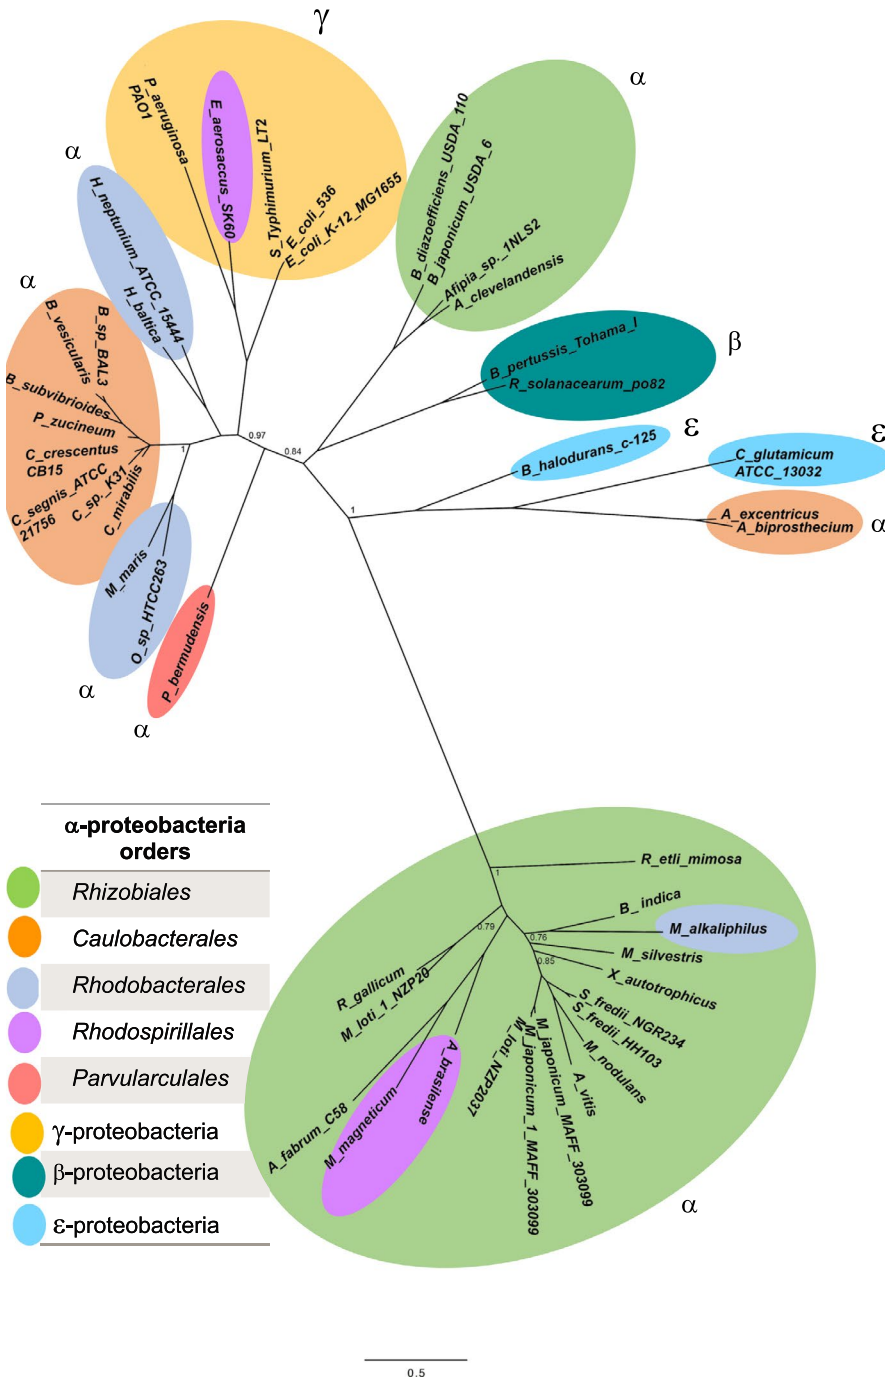 γ
α
P_aeruginosa
PAO1
E_aerosaccus_SK60
S_Typhimurium_LT2
E_coli_536
E_coli_K-12_MG1655
B_diazoefficiens_USDA_110
B_japonicum_USDA_6
Afipia_sp._1NLS2
A_clevelandensis
α
H_neptunium_ATCC_15444
H_baltica
α
B_vesicularis
B_sp_BAL3
B_subvibrioides
P_zucineum
C_crescentus
CB15
C_segnis_ATCC
21756
C_sp._K31
C_mirabilis
M_maris
O_sp_HTCC263
α
P_bermudensis
α
B_pertussis_Tohama_I
R_solanacearum_po82
β
B_halodurans_c-125
ε
C_glutamicum
ATCC_13032
ε
A_excentricus
A_biprosthecium
α
1
0.97
0.84
1
α-proteobacteria
orders
Rhizobiales
Caulobacterales
Rhodobacterales
Rhodospirillales
Parvularculales
γ-proteobacteria
β-proteobacteria
ε-proteobacteria
R_etli_mimosa
1
B_indica
M_alkaliphilus
0.79
0.76
M_silvestris
0.85
X_autotrophicus
R_gallicum
M_loti_1_NZP20
S_fredii_NGR234
S_fredii_HH103
M_nodulans
A_vitis
M_japonicum_MAFF_303099
M_japonicum_1_MAFF_303099
M_loti_NZP2037
A_brasilense
M_magneticum
A_fabrum_C58
α
0.5